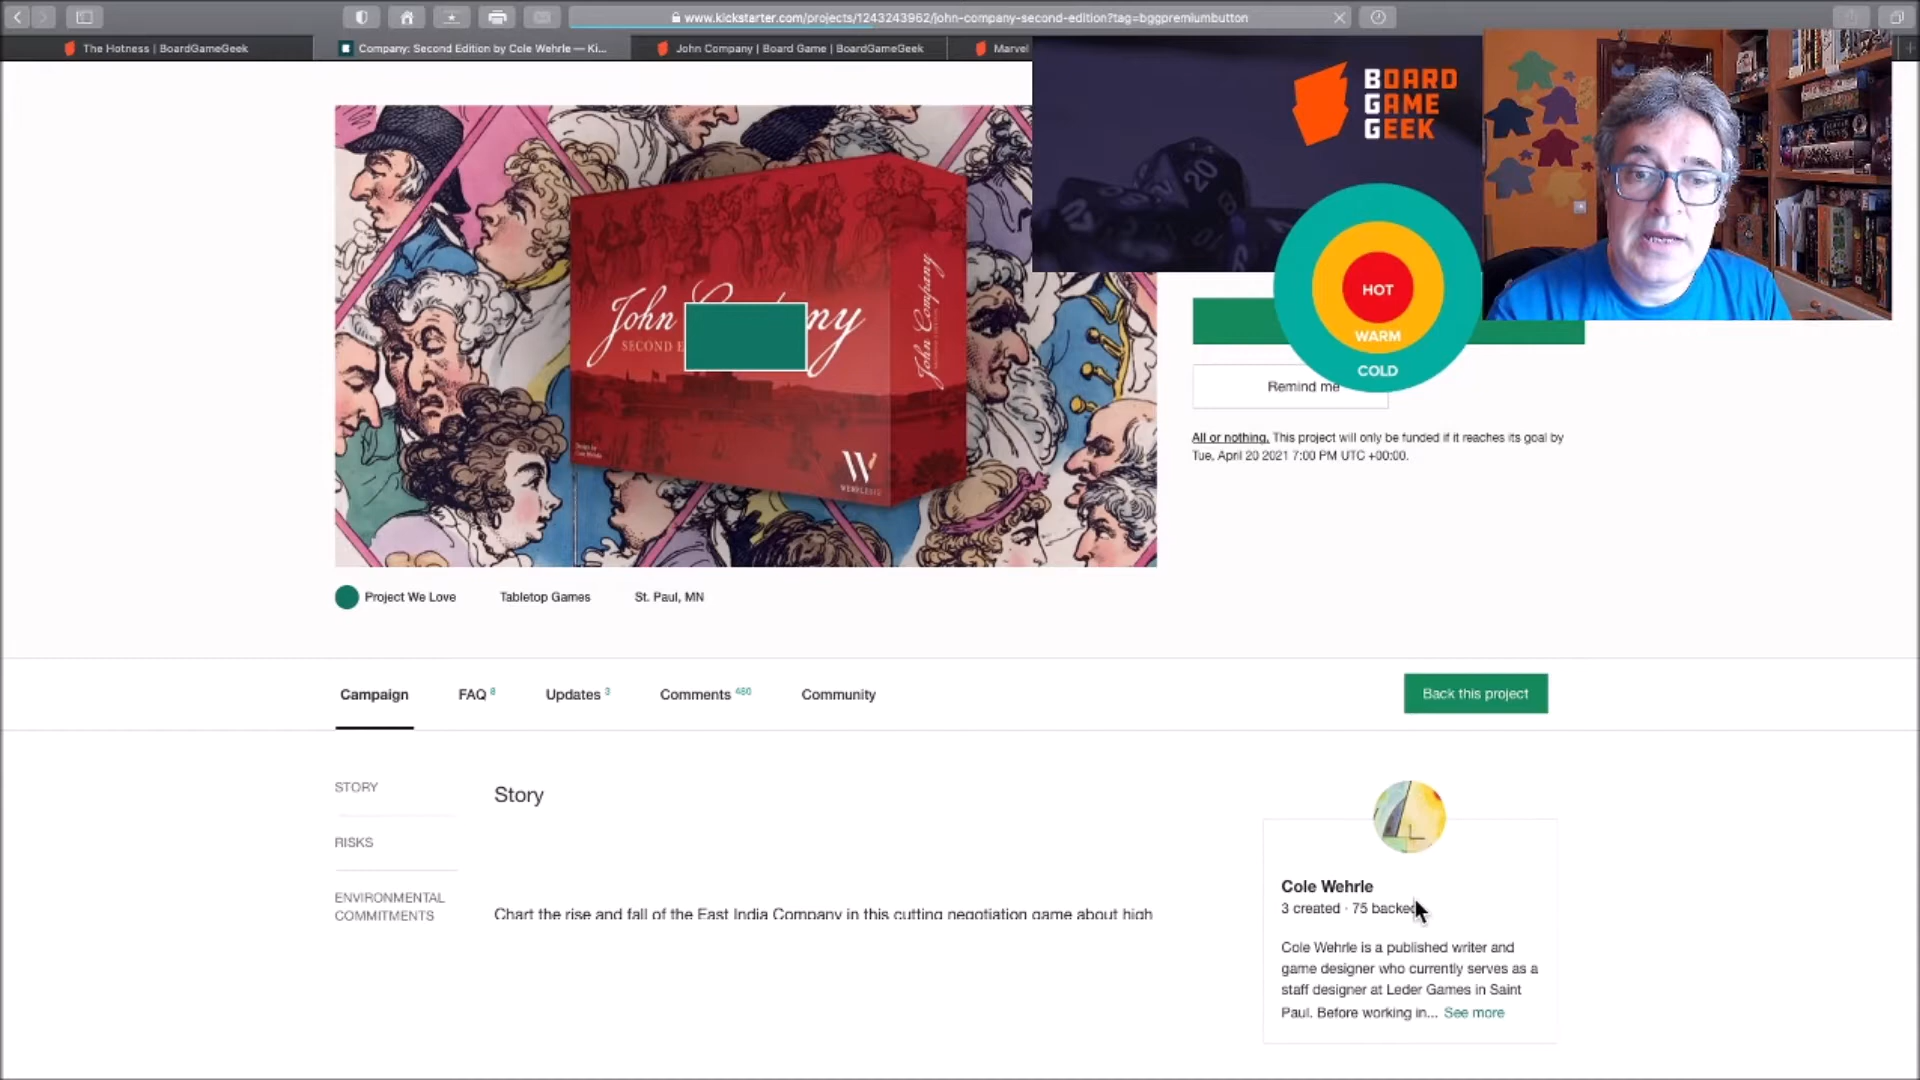 www.kickstarter.com/projects/1243243962/john-company-second-edition?tag=bggpremiumbutton
The Hotness | BoardGameGeek
Company: Second Edition by Cole Wehrle — Ki...
John Company | Board Game | BoardGameGeek
Marvel
BOARD
GAME
GEEK
20
John
ny
SECOND E
John Company
W
WEHRLEGIG
HOT
WARM
COLD
Remind me
All or nothing. This project will only be funded if it reaches its goal by
Tue, April 20 2021 7:00 PM UTC +00:00.
Project We Love
Tabletop Games
St. Paul, MN
Campaign
FAQ 8
Updates 3
Comments 460
Community
Back this project
STORY
RISKS
ENVIRONMENTAL
COMMITMENTS
Story
Chart the rise and fall of the East India Company in this cutting negotiation game about high
Cole Wehrle
3 created · 75 backed
Cole Wehrle is a published writer and
game designer who currently serves as a
staff designer at Leder Games in Saint
Paul. Before working in... See more